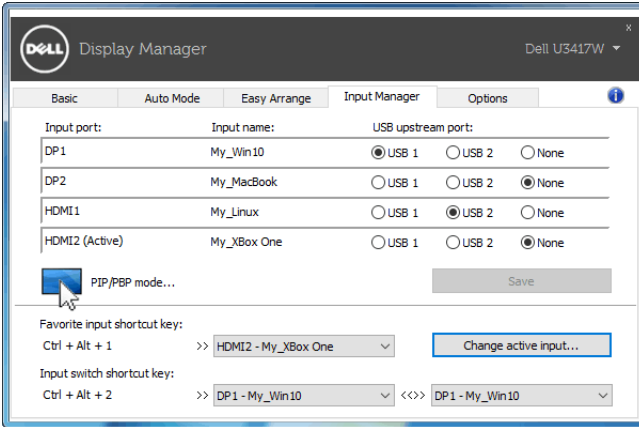 DELL Display Manager Dell U3417W x
Basic Auto Mode Easy Arrange Input Manager Options i
Input port: Input name: USB upstream port:
DP1 My_Win10 USB 1 USB 2 None
DP2 My_MacBook USB 1 USB 2 None
HDMI1 My_Linux USB 1 USB 2 None
HDMI2 (Active) My_XBox One USB 1 USB 2 None
PIP/PBP mode... Save
Favorite input shortcut key:
Ctrl + Alt + 1 >> HDMI2 - My_XBox One Change active input...
Input switch shortcut key:
Ctrl + Alt + 2 >> DP1 - My_Win10 <<>> DP1 - My_Win10